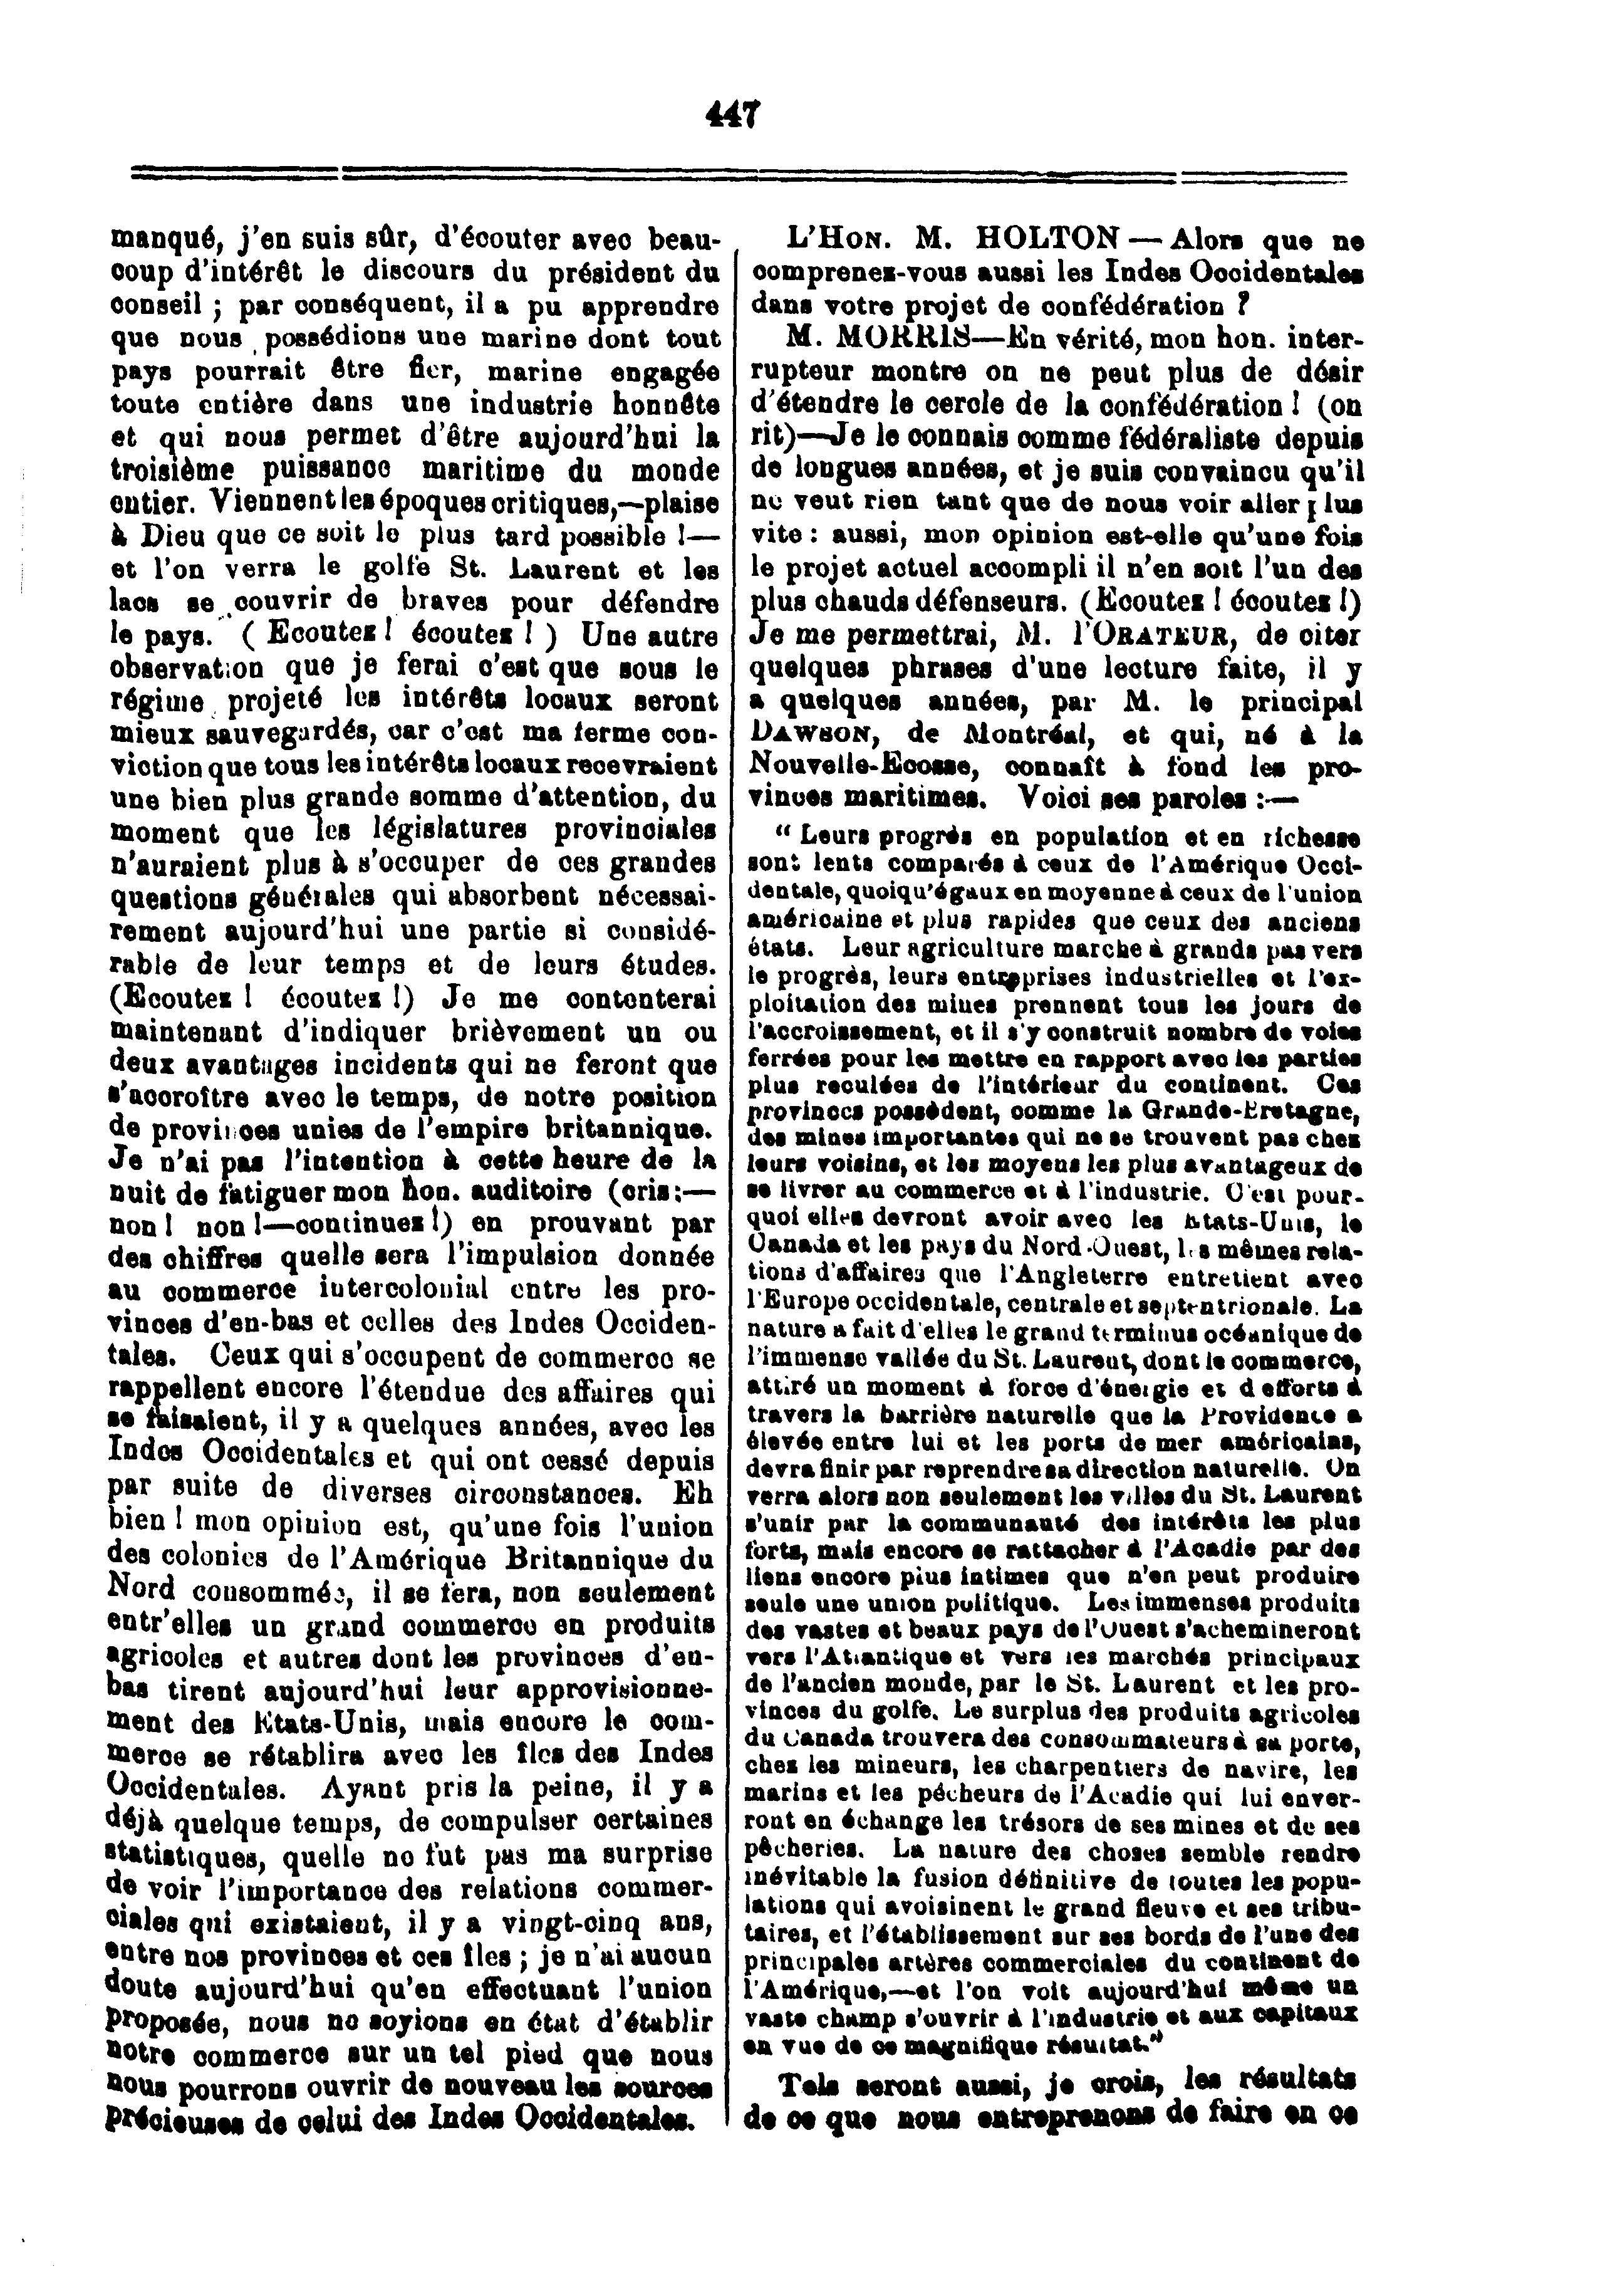 447
manqué, j'en suis sûr, d'écouter avec beau-
coup d'intérêt le discours du président du
conseil ; par conséquent, il a pu apprendre
que nous possédions une marine dont tout
pays pourrait être fier, marine engagée
toute entière dans une industrie honnête
et qui nous permet d'être aujourd'hui la
troisième puissance maritime du monde
entier. Viennent les époques critiques,—plaise
à Dieu que ce soit le plus tard possible !—
et l'on verra le golfe St. Laurent et les
lacs se couvrir de braves pour défendre
le pays. (Ecoutez ! écoutez !) Une autre
observation que je ferai c'est que sous le
régime projeté les intérêts locaux seront
mieux sauvegardés, car c'est ma ferme con-
viction que tous les intérêts locaux recevraient
une bien plus grande somme d'attention, du
moment que les législatures provinciales
n'auraient plus à s'occuper de ces grandes
questions générales qui absorbent nécessai-
rement aujourd'hui une partie si considé-
rable de leur temps et de leurs études.
(Ecoutez ! écoutez !) Je me contenterai
maintenant d'indiquer brièvement un ou
deux avantages incidents qui ne feront que
s'accroître avec le temps, de notre position
de provinces unies de l'empire britannique.
Je n'ai pas l'intention à cette heure de la
nuit de fatiguer mon hon. auditoire (cris :—
non ! non !—continuez !) en prouvant par
des chiffres quelle sera l'impulsion donnée
au commerce intercolonial entre les pro-
vinces d'en-bas et celles des Indes Occiden-
tales. Ceux qui s'occupent de commerce se
rappellent encore l'étendue des affaires qui
se faisaient, il y a quelques années, avec les
Indes Occidentales et qui ont cessé depuis
par suite de diverses circonstances. Eh
bien ! mon opinion est, qu'une fois l'union
des colonies de l'Amérique Britannique du
Nord consommée, il se fera, non seulement
entr'elles un grand commerce en produits
agricoles et autres dont les provinces d'en-
bas tirent aujourd'hui leur approvisionne-
ment des Etats-Unis, mais encore le com-
merce se rétablira avec les îles des Indes
Occidentales. Ayant pris la peine, il y a
déjà quelque temps, de compulser certaines
statistiques, quelle ne fut pas ma surprise
de voir l'importance des relations commer-
ciales qui existaient, il y a vingt-cinq ans,
entre nos provinces et ces îles ; je n'ai aucun
doute aujourd'hui qu'en effectuant l'union
proposée, nous ne soyions en état d'établir
notre commerce sur un tel pied que nous
nous pourrons ouvrir de nouveau les sources
précieuses de celui des Indes Occidentales.
L'HON. M. HOLTON — Alors que ne
comprenez-vous aussi les Indes Occidentales
dans votre projet de confédération ?
M. MORRIS—En vérité, mon hon. inter-
rupteur montre on ne peut plus de désir
d'étendre le cercle de la confédération ! (on
rit)—Je le connais comme fédéraliste depuis
de longues années, et je suis convaincu qu'il
ne veut rien tant que de nous voir aller plus
vite : aussi, mon opinion est-elle qu'une fois
le projet actuel accompli il n'en soit l'un des
plus chauds défenseurs. (Ecoutez ! écoutez !)
Je me permettrai, M. l'ORATEUR, de citer
quelques phrases d'une lecture faite, il y
a quelques années, par M. le principal
DAWSON, de Montréal, et qui, né à la
Nouvelle-Ecosse, connaît à fond les pro-
vinces maritimes. Voici ses paroles :—
“ Leurs progrès en population et en richesse
sont lents comparés à ceux de l'Amérique Occi-
dentale, quoiqu'égaux en moyenne à ceux de l'union
américaine et plus rapides que ceux des anciens
états. Leur agriculture marche à grands pas vers
le progrès, leurs entreprises industrielles et l'ex-
ploitation des mines prennent tous les jours de
l'accroissement, et il s'y construit nombre de voies
ferrées pour les mettre en rapport avec les parties
plus reculées de l'intérieur du continent. Ces
provinces possèdent, comme la Grande-Bretagne,
des mines importantes qui ne se trouvent pas chez
leurs voisins, et les moyens les plus avantageux de
se livrer au commerce et à l'industrie. C'est pour-
quoi elles devront avoir avec les Etats-Unis, le
Canada et les pays du Nord-Ouest, les mêmes rela-
tions d'affaires que l'Angleterre entretient avec
l'Europe occidentale, centrale et septentrionale. La
nature a fait d'elles le grand terminus océanique de
l'immense vallée du St. Laurent, dont le commerce,
attiré un moment à force d'énergie et d'efforts à
travers la barrière naturelle que la Providence a
élevée entre lui et les ports de mer américains,
devra finir par reprendre sa direction naturelle. On
verra alors non seulement les villes du St. Laurent
s'unir par la communauté des intérêts les plus
forts, mais encore se rattacher à l'Acadie par des
liens encore plus intimes que n'en peut produire
seule une union politique. Les immenses produits
des vastes et beaux pays de l'Ouest s'achemineront
vers l'Atlantique et vers les marchés principaux
de l'ancien monde, par le St. Laurent et les pro-
vinces du golfe. Le surplus des produits agricoles
du Canada trouvera des consommateurs à sa porte,
chez les mineurs, les charpentiers de navire, les
marins et les pêcheurs de l'Acadie qui lui enver-
ront en échange les trésors de ses mines et de ses
pêcheries. La nature des choses semble rendre
inévitable la fusion définitive de toutes les popu-
lations qui avoisinent le grand fleuve et ses tribu-
taires, et l'établissement sur ses bords de l'une des
principales artères commerciales du continent de
l'Amérique,—et l'on voit aujourd'hui même un
vaste champ s'ouvrir à l'industrie et aux capitaux
en vue de ce magnifique résultat.”
Tels seront aussi, je crois, les résultats
de ce que nous entreprenons de faire en ce